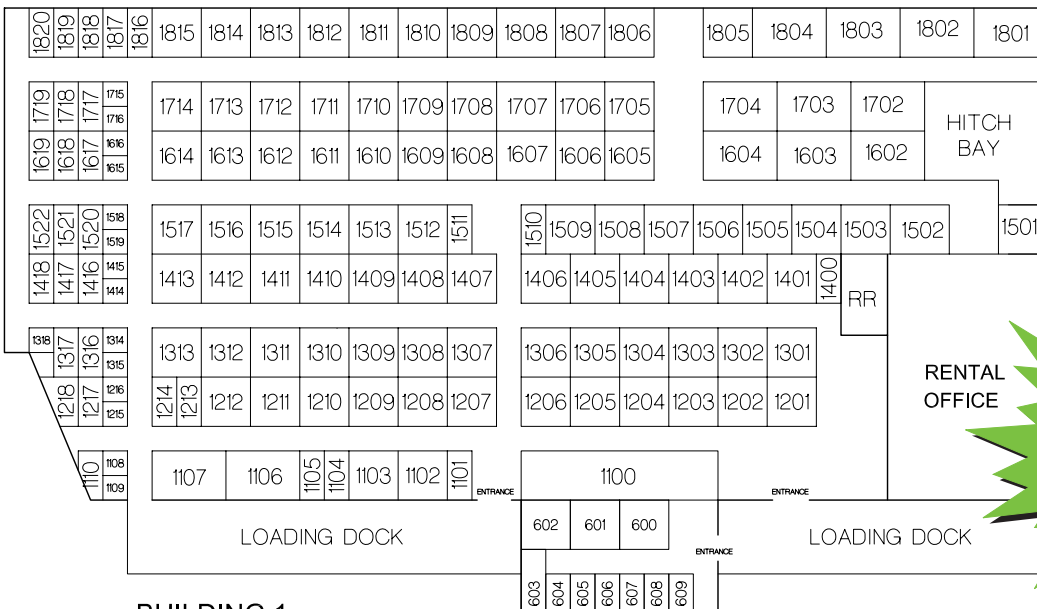 1820 1819 1818 1817 1816 1815 1814 1813 1812 1811 1810 1809 1808 1807 1806 1805 1804 1803 1802 1801
1719 1718 1717 1715 1714 1713 1712 1711 1710 1709 1708 1707 1706 1705 1704 1703 1702
1716
HITCH
BAY
1619 1618 1617 1616 1614 1613 1612 1611 1610 1609 1608 1607 1606 1605 1604 1603 1602
1615
1522 1521 1520 1518 1517 1516 1515 1514 1513 1512 1511 1510 1509 1508 1507 1506 1505 1504 1503 1502 1501
1519
1418 1417 1416 1415 1413 1412 1411 1410 1409 1408 1407 1406 1405 1404 1403 1402 1401 1400
1414
RR
1318 1317 1316 1314 1313 1312 1311 1310 1309 1308 1307 1306 1305 1304 1303 1302 1301
1315
RENTAL
OFFICE
1218 1217 1216 1214 1213 1212 1211 1210 1209 1208 1207 1206 1205 1204 1203 1202 1201
1215
1110 1108 1107 1106 1105 1104 1103 1102 1101 1100
1109
ENTRANCE ENTRANCE
LOADING DOCK 602 601 600 LOADING DOCK
ENTRANCE
603 604 605 606 607 608 609
BUILDING 1